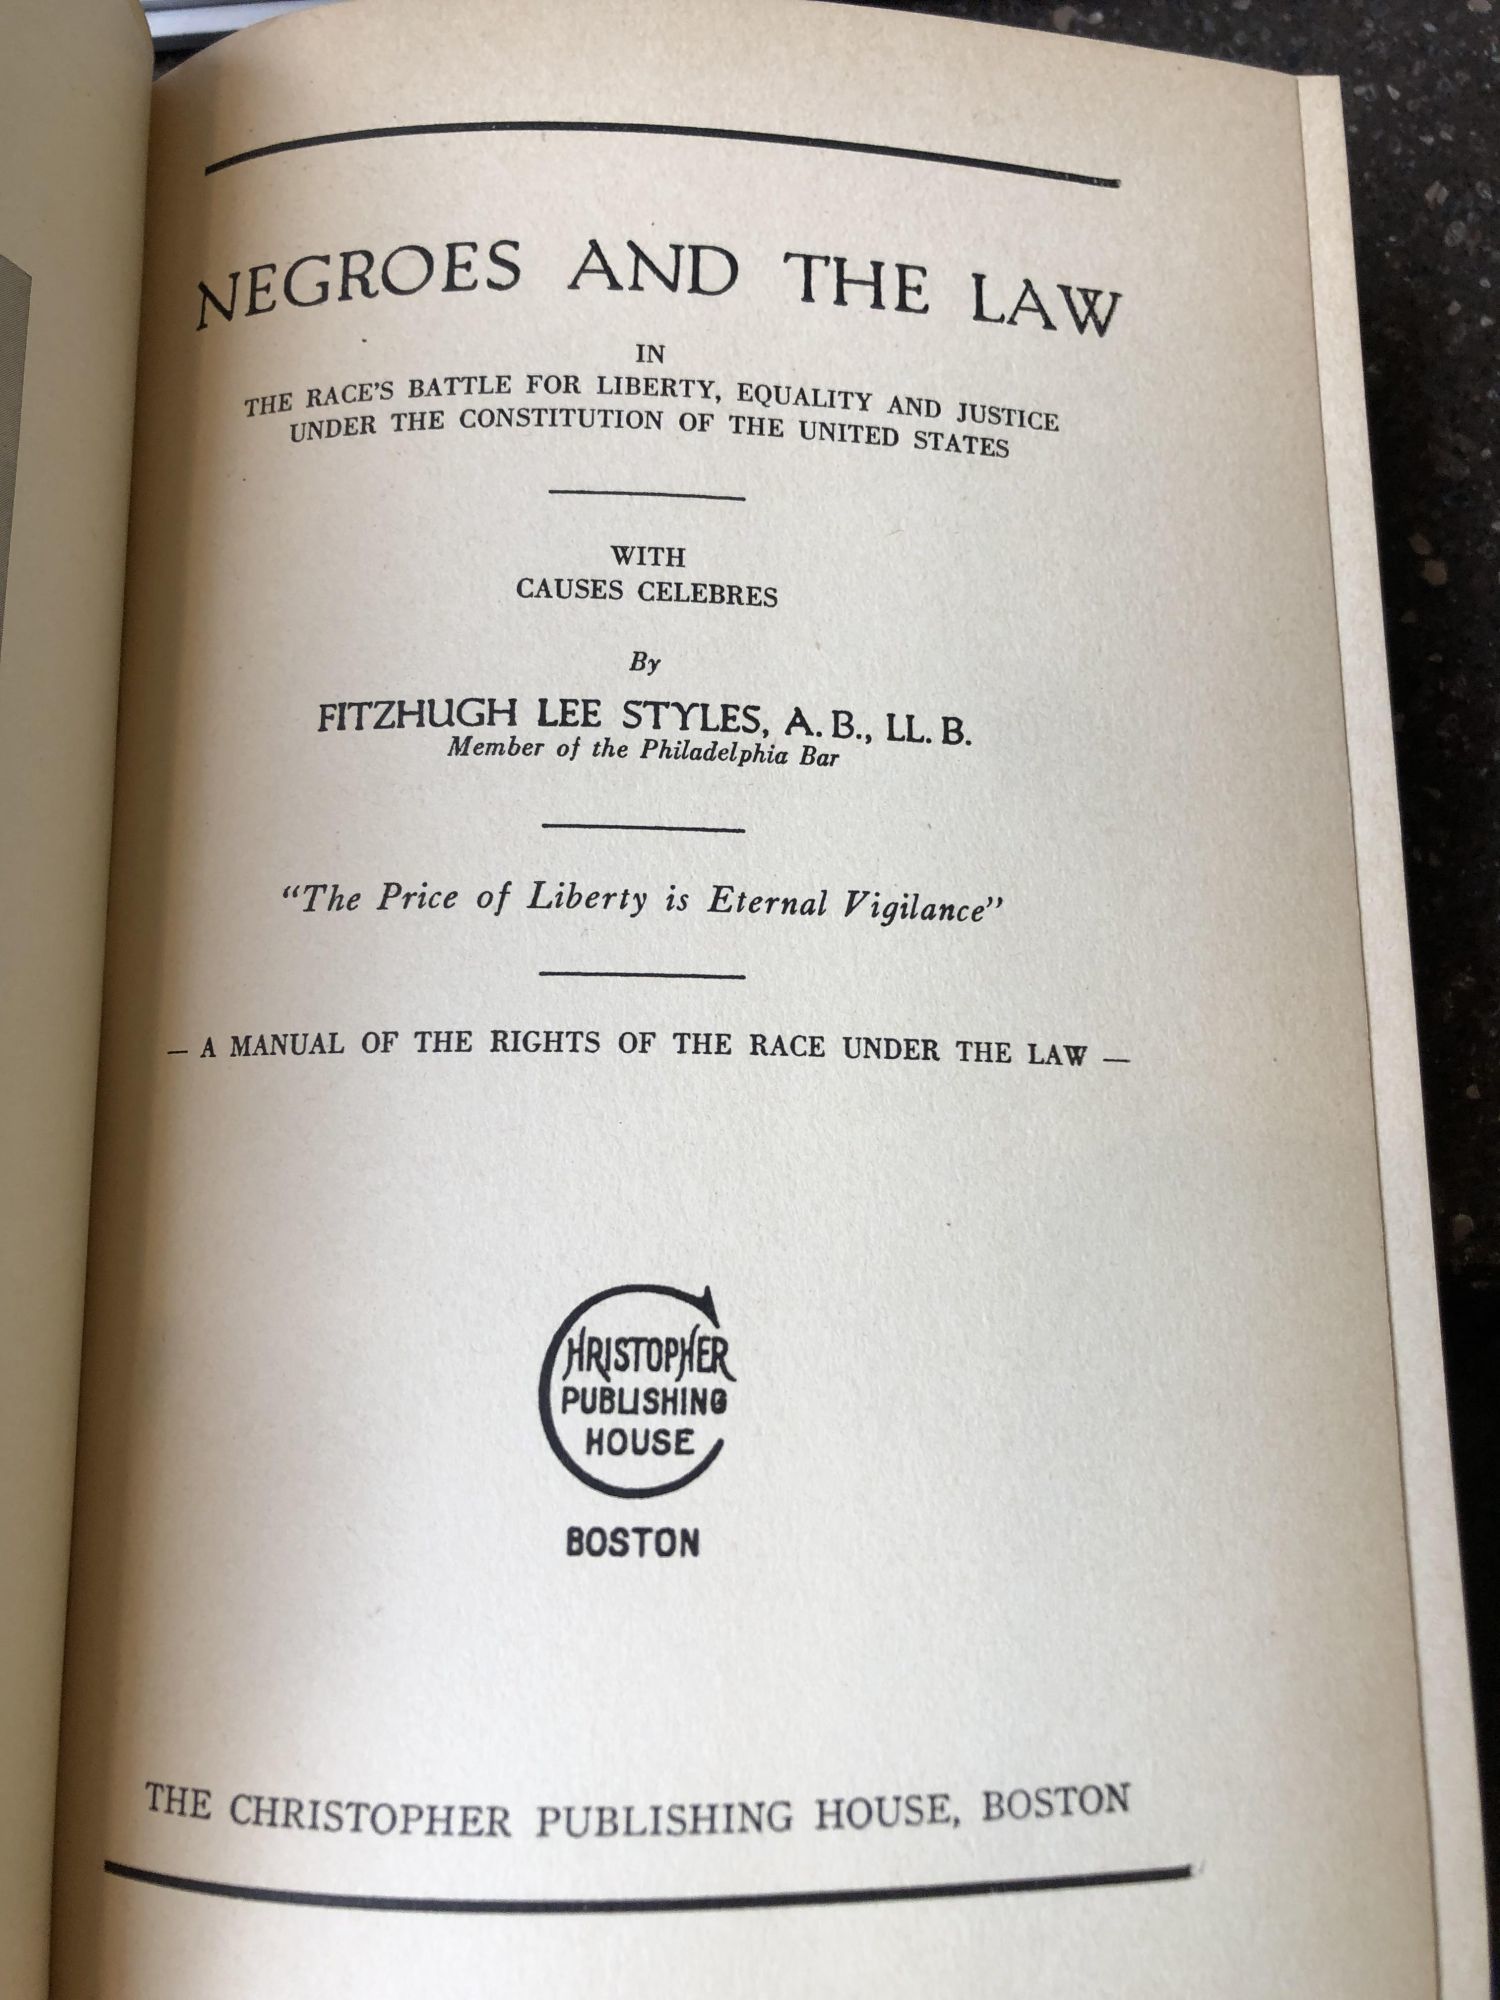 NEGROES AND THE LAW
IN
THE RACE'S BATTLE FOR LIBERTY, EQUALITY AND JUSTICE
UNDER THE CONSTITUTION OF THE UNITED STATES
WITH
CAUSES CELEBRES
By
FITZHUGH LEE STYLES, A. B., LL. B.
Member of the Philadelphia Bar
"The Price of Liberty is Eternal Vigilance"
— A MANUAL OF THE RIGHTS OF THE RACE UNDER THE LAW —
CHRISTOPHER
PUBLISHING
HOUSE
BOSTON
THE CHRISTOPHER PUBLISHING HOUSE, BOSTON